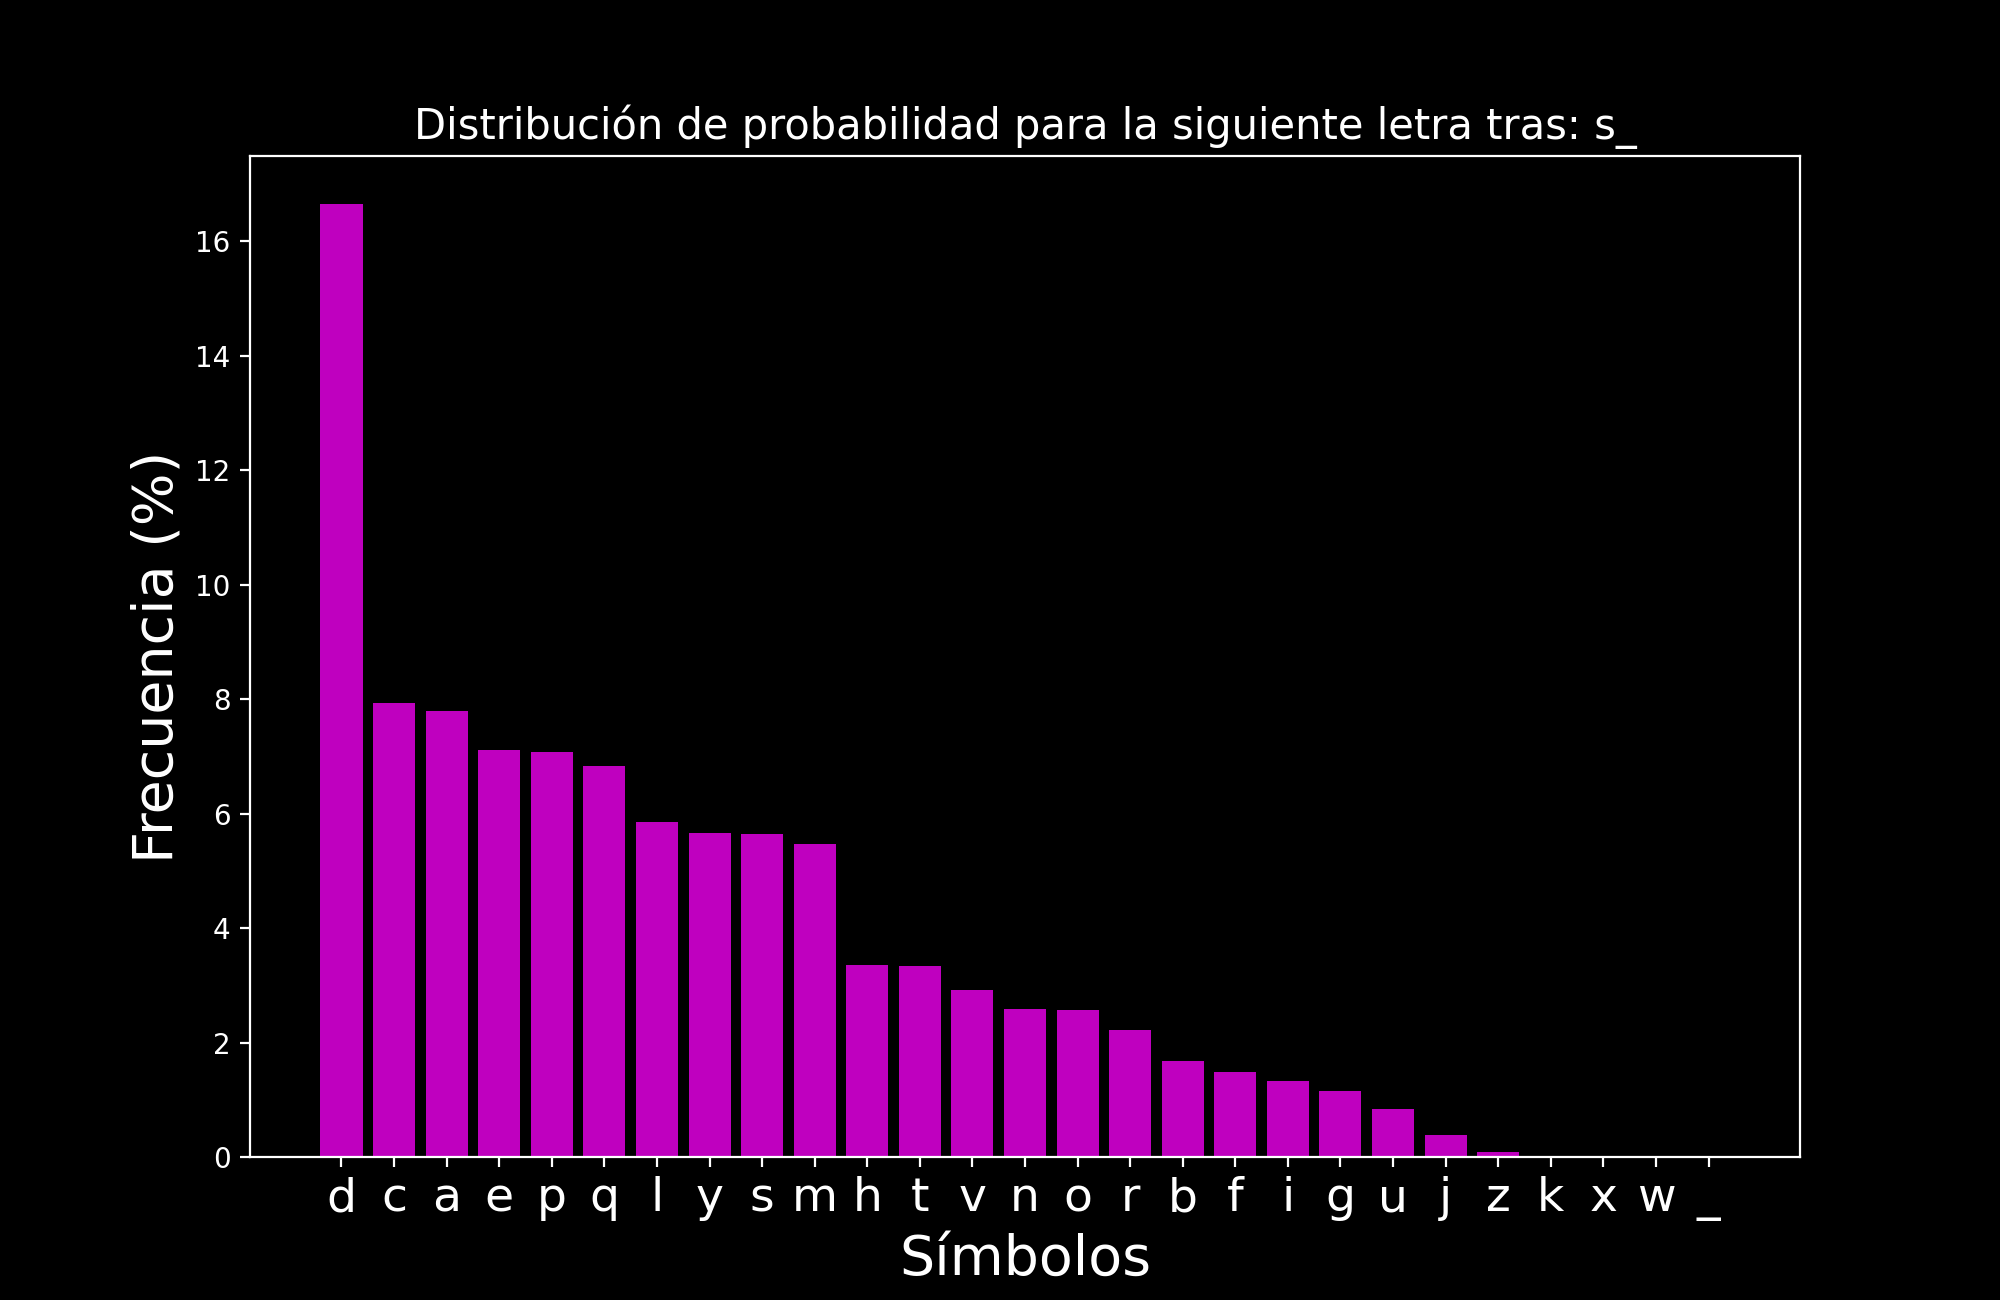 Distribución de probabilidad para la siguiente letra tras: s_
16
14
12
10
8
6
4
2
0
Frecuencia (%)
d c a e p q l y s m h t v n o r b f i g u j z k x w _
Símbolos